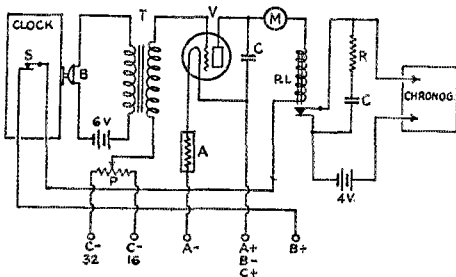 T V M
CLOCK
S B C RL R
C
CHRONOG.
6V
A
P
4V
C- C- A- A+ B+
32 16 B-
C+